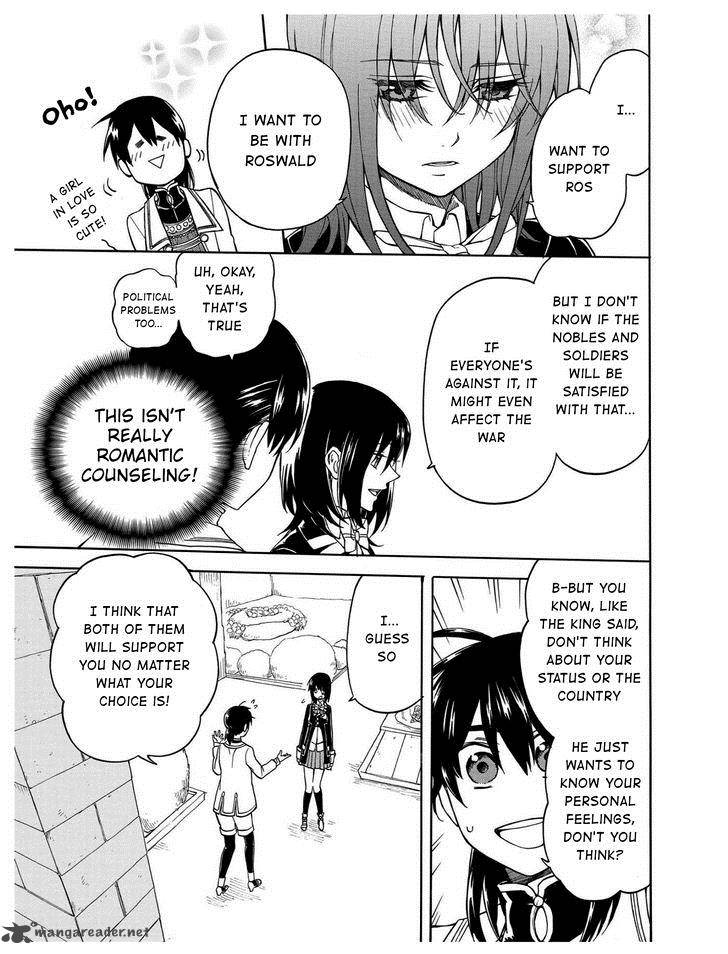 I...
WANT TO
SUPPORT
ROS
I WANT TO
BE WITH
ROSWALD
Oho!
A GIRL
IN LOVE
IS SO
CUTE!
BUT I DON'T
KNOW IF THE
NOBLES AND
SOLDIERS
WILL BE
SATISFIED
WITH THAT...
IF
EVERYONE'S
AGAINST IT, IT
MIGHT EVEN
AFFECT THE
WAR
UH, OKAY,
YEAH,
THAT'S
TRUE
POLITICAL
PROBLEMS
TOO...
THIS ISN'T
REALLY
ROMANTIC
COUNSELING!
B-BUT YOU
KNOW, LIKE
THE KING SAID,
DON'T THINK
ABOUT YOUR
STATUS OR THE
COUNTRY
HE JUST
WANTS TO
KNOW YOUR
PERSONAL
FEELINGS,
DON'T YOU
THINK?
I...
GUESS
SO
I THINK THAT
BOTH OF THEM
WILL SUPPORT
YOU NO MATTER
WHAT YOUR
CHOICE IS!
mangareader.net